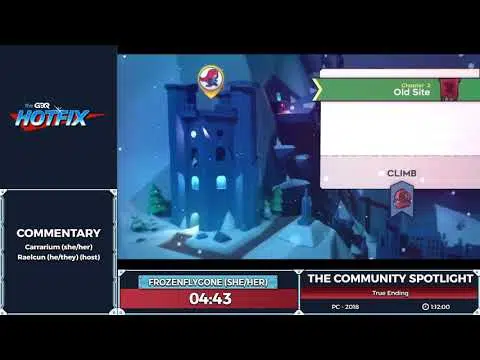 the GDQ
HOTFIX
Chapter 2
Old Site
CLIMB
COMMENTARY
Carrarium (she/her)
Raelcun (he/they) (host)
FROZENFLYGONE (SHE/HER)
04:43
THE COMMUNITY SPOTLIGHT
True Ending
PC - 2018
1:12:00